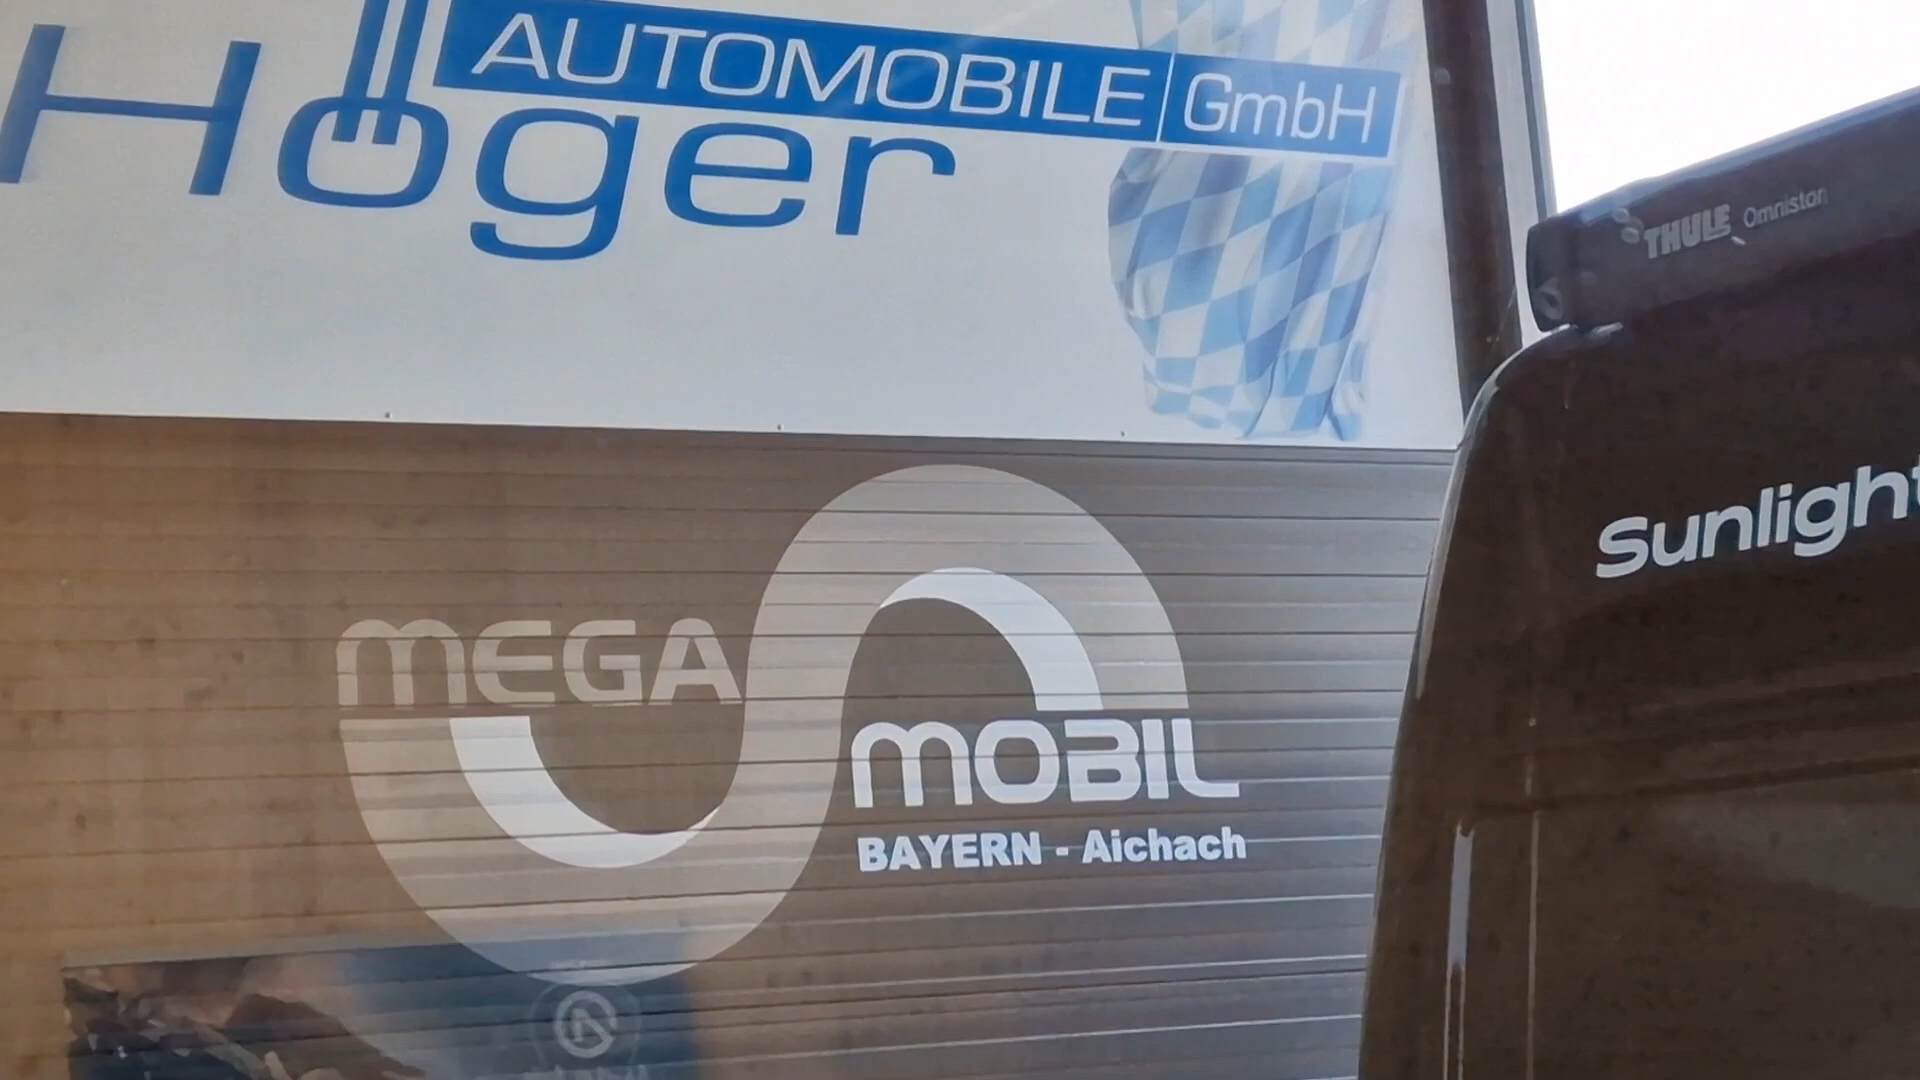 AUTOMOBILE GmbH
Höger
THULE Omnistor
Sunlight
MEGA
MOBIL
BAYERN - Aichach